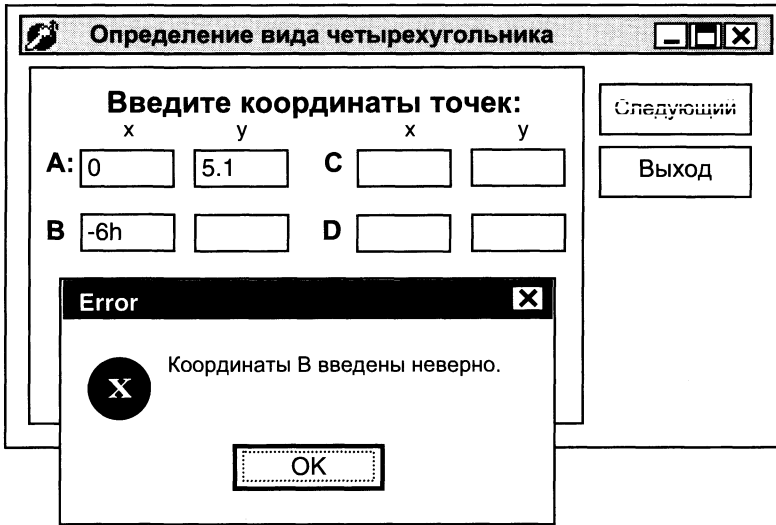 Определение вида четырехугольника
Введите координаты точек:
x y x y
A: 0 5.1 C
B -6h D
Следующий
Выход
Error
X
Координаты B введены неверно.
OK